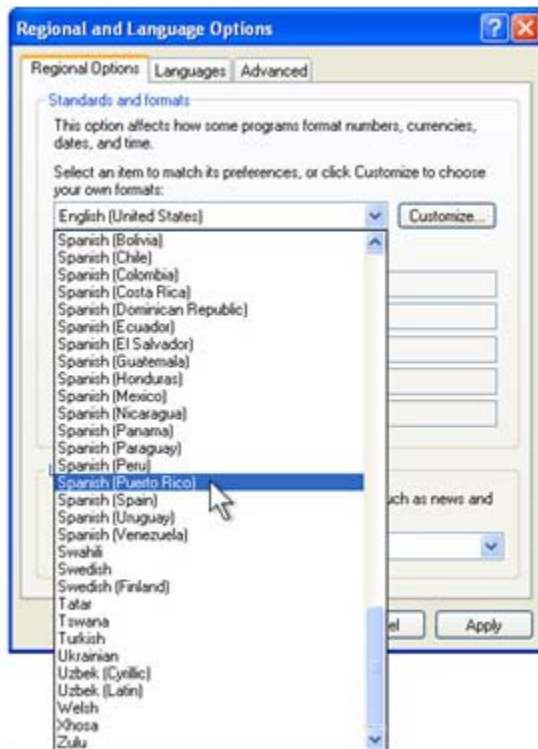 Regional and Language Options
Regional Options Languages Advanced
Standards and formats
This option affects how some programs format numbers, currencies,
dates, and time.
Select an item to match its preferences, or click Customize to choose
your own formats:
English (United States) Customize...
Spanish (Bolivia)
Spanish (Chile)
Spanish (Colombia)
Spanish (Costa Rica)
Spanish (Dominican Republic)
Spanish (Ecuador)
Spanish (El Salvador)
Spanish (Guatemala)
Spanish (Honduras)
Spanish (Mexico)
Spanish (Nicaragua)
Spanish (Panama)
Spanish (Paraguay)
Spanish (Peru)
Spanish (Puerto Rico)
Spanish (Spain) uch as news and
Spanish (Uruguay)
Spanish (Venezuela)
Swahili
Swedish
Swedish (Finland)
Tatar
Tswana el Apply
Turkish
Ukrainian
Uzbek (Cyrillic)
Uzbek (Latin)
Welsh
Xhosa
Zulu